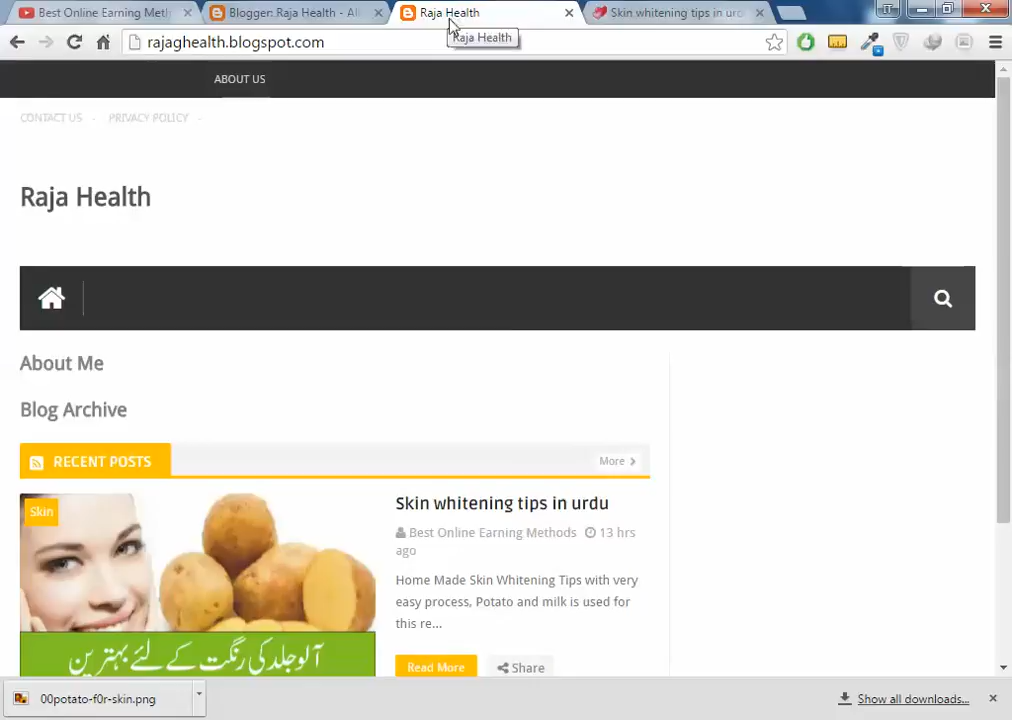 Best Online Earning Meth
Blogger: Raja Health - All
Raja Health
Skin whitening tips in urdu
rajaghealth.blogspot.com
Raja Health
ABOUT US
CONTACT US - PRIVACY POLICY -
Raja Health
About Me
Blog Archive
RECENT POSTS
More
Skin
Skin whitening tips in urdu
Best Online Earning Methods 13 hrs
ago
Home Made Skin Whitening Tips with very
easy process, Potato and milk is used for
this re...
آلو جلد کی رنگت کے لئے بہترین
Read More
Share
00potato-f0r-skin.png
Show all downloads...